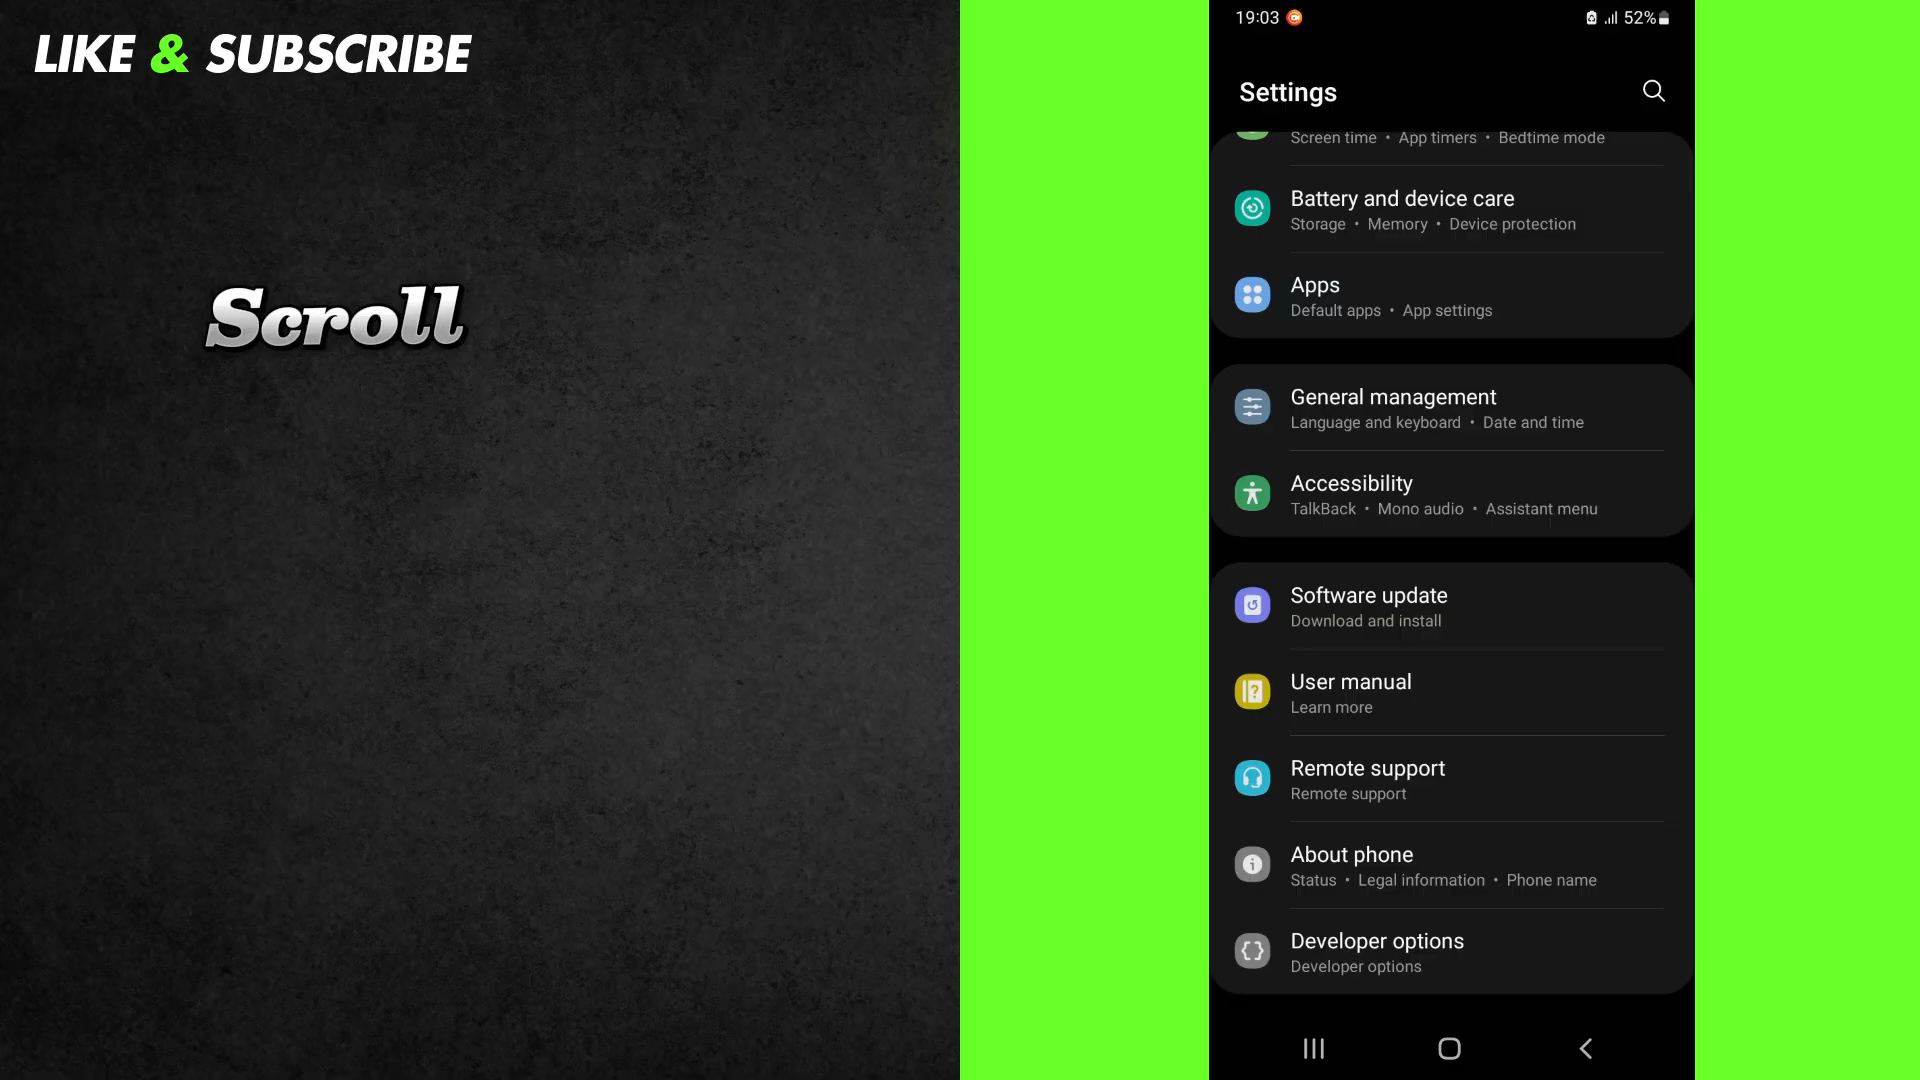 LIKE & SUBSCRIBE
Scroll
19:03
52%
Settings
Screen time • App timers • Bedtime mode
Battery and device care
Storage • Memory • Device protection
Apps
Default apps • App settings
General management
Language and keyboard • Date and time
Accessibility
TalkBack • Mono audio • Assistant menu
Software update
Download and install
User manual
Learn more
Remote support
Remote support
About phone
Status • Legal information • Phone name
Developer options
Developer options